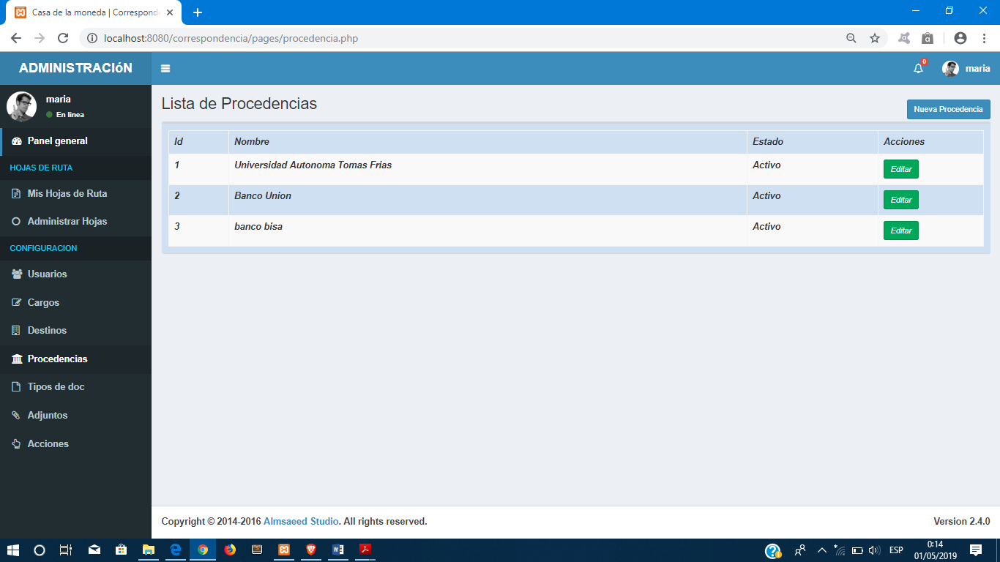 Casa de la moneda | Correspond
localhost:8080/correspondencia/pages/procedencia.php
ADMINISTRACIóN
0
maria
maria
En linea
Lista de Procedencias
Nueva Procedencia
Panel general
HOJAS DE RUTA
Mis Hojas de Ruta
Administrar Hojas
CONFIGURACION
Usuarios
Cargos
Destinos
Procedencias
Tipos de doc
Adjuntos
Acciones
Id Nombre Estado Acciones
1 Universidad Autonoma Tomas Frias Activo Editar
2 Banco Union Activo Editar
3 banco bisa Activo Editar
Copyright © 2014-2016 Almsaeed Studio. All rights reserved.
Version 2.4.0
ESP
0:14
01/05/2019